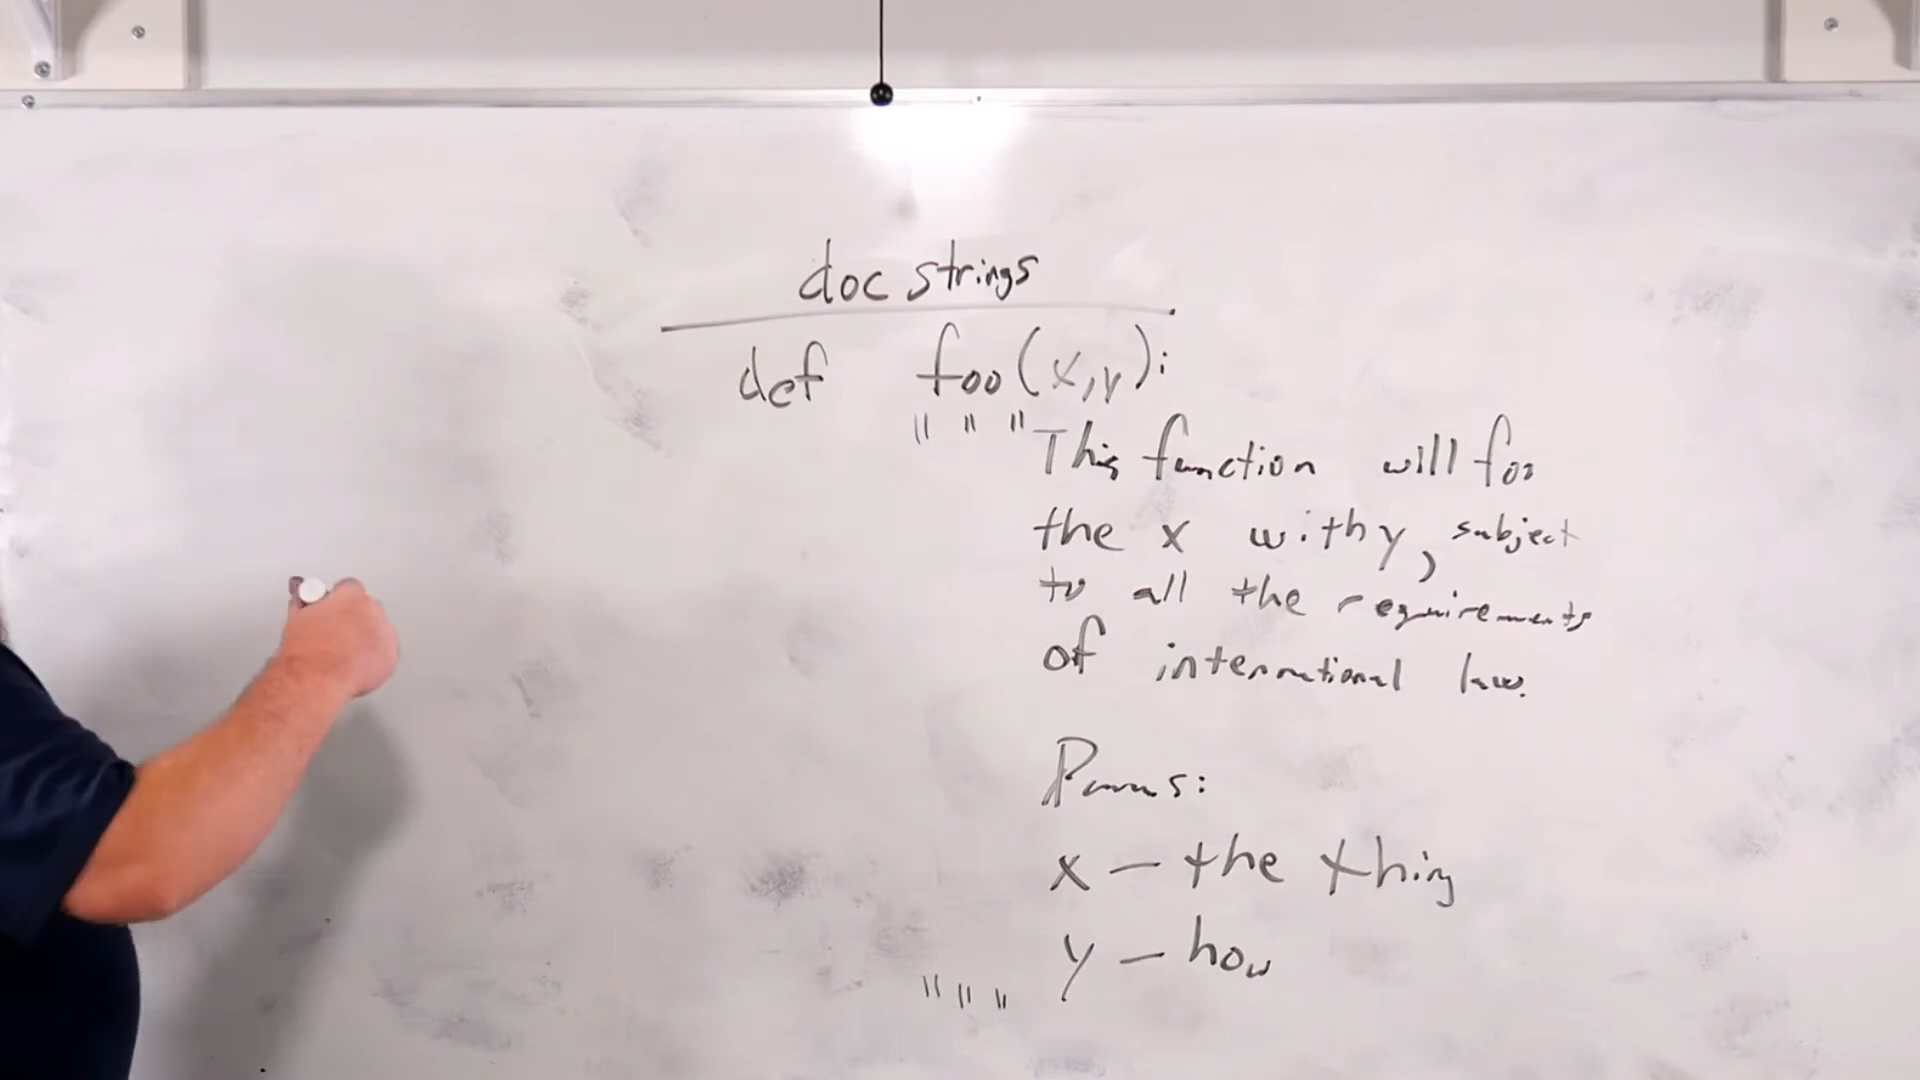 doc strings
def foo(x,y):
""" This function will foo
the x with y, subject
to all the requirements
of international law.
Params:
x – the thing
y – how
"""